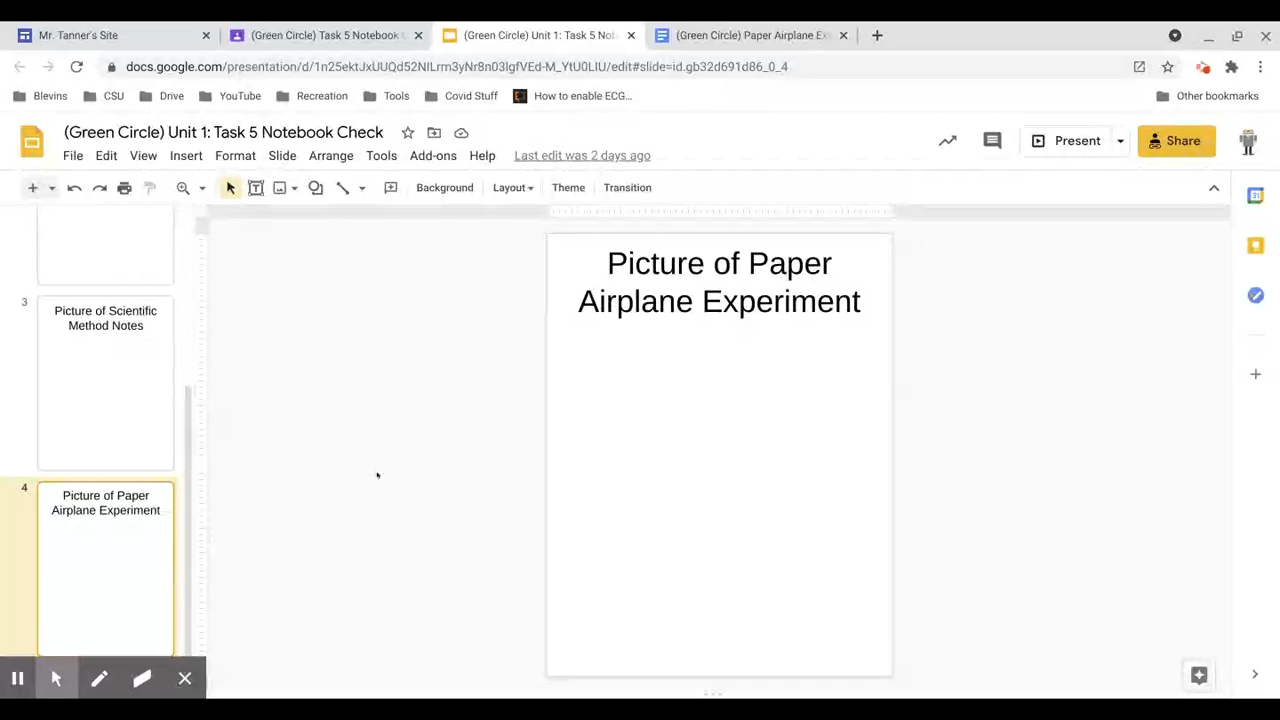 Mr. Tanner's Site
(Green Circle) Task 5 Notebook
(Green Circle) Unit 1: Task 5 Not
(Green Circle) Paper Airplane Ex
docs.google.com/presentation/d/1n25ektJxUUQd52NILrm3yNr8n03lgfVEd-M_YtU0LIU/edit#slide=id.gb32d691d86_0_4
Blevins CSU Drive YouTube Recreation Tools Covid Stuff How to enable ECG... Other bookmarks
(Green Circle) Unit 1: Task 5 Notebook Check
Present
Share
File Edit View Insert Format Slide Arrange Tools Add-ons Help Last edit was 2 days ago
Background Layout Theme Transition
3
Picture of Scientific
Method Notes
4
Picture of Paper
Airplane Experiment
Picture of Paper
Airplane Experiment
31